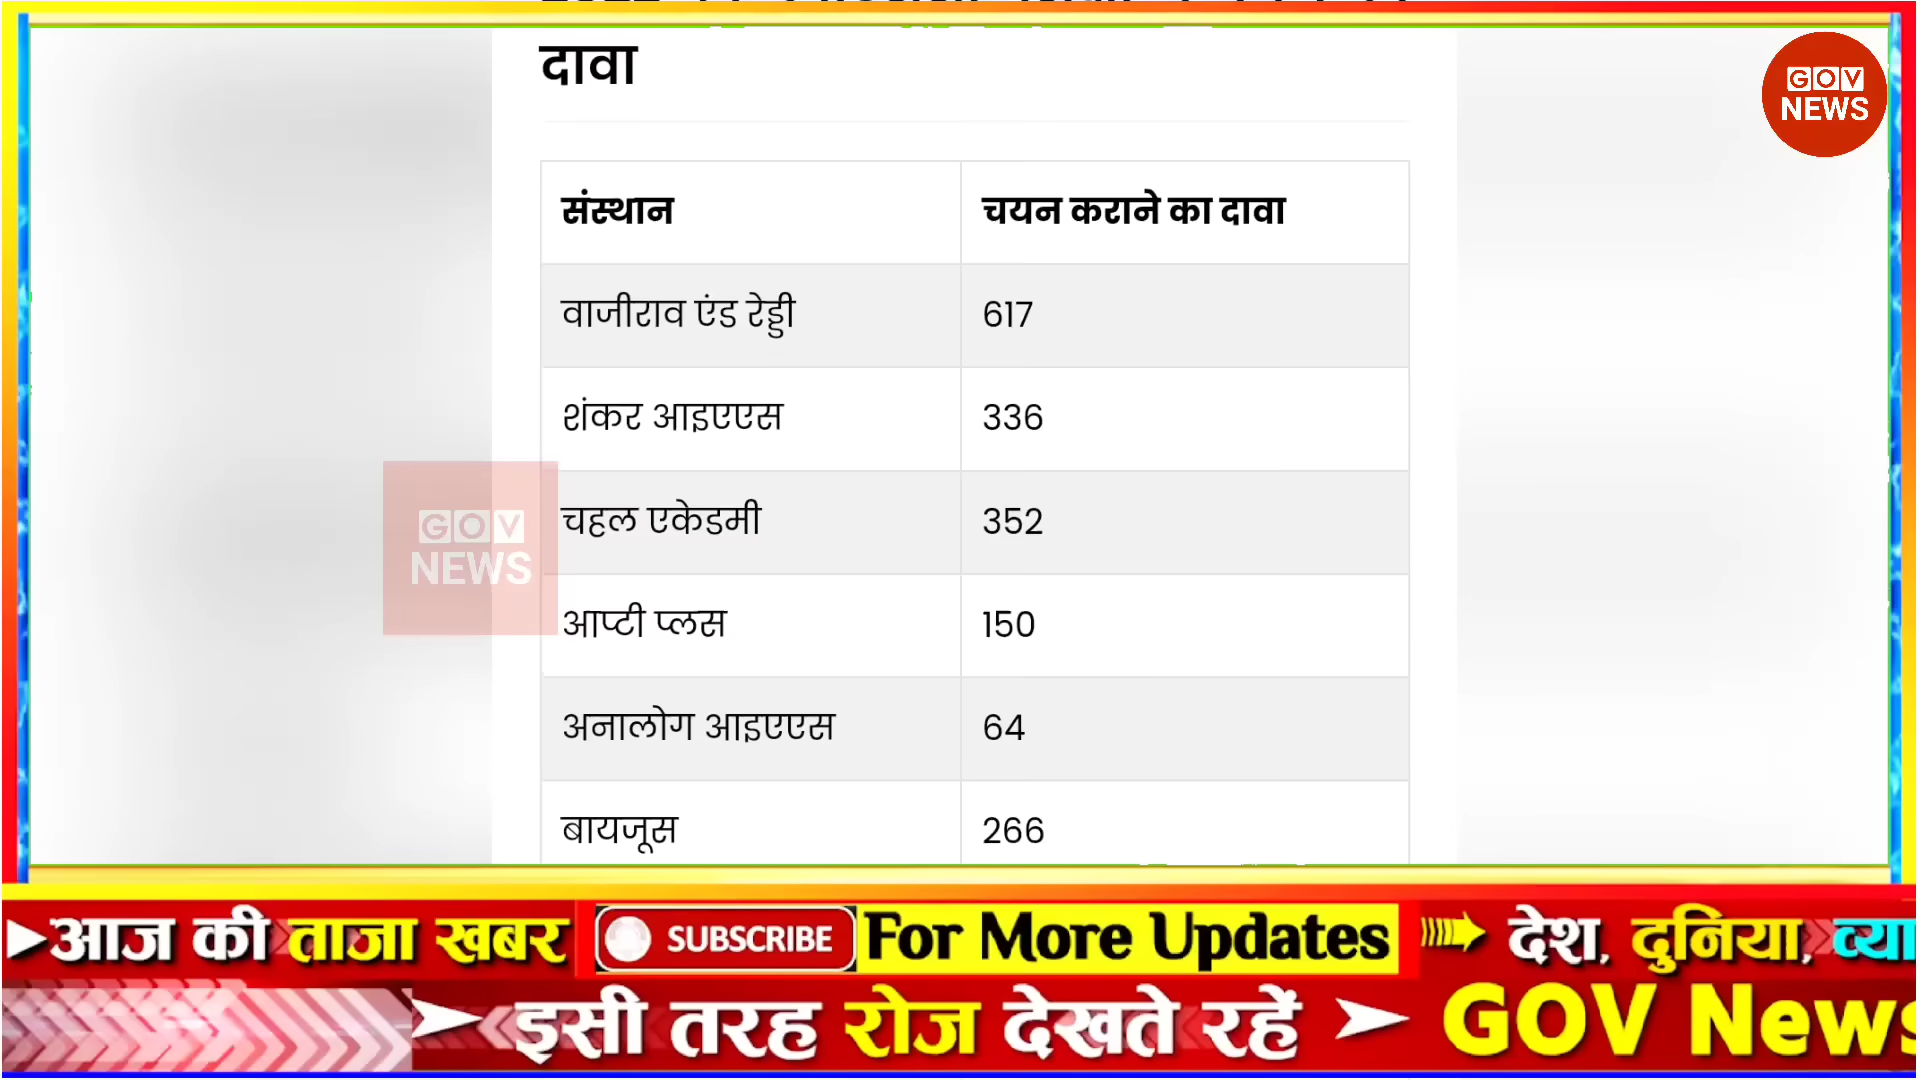 दावा
GOV
NEWS
संस्थान चयन कराने का दावा
वाजीराव एंड रेड्डी 617
शंकर आइएएस 336
चहल एकेडमी 352
GOV
NEWS
आप्टी प्लस 150
अनालोग आइएएस 64
बायजूस 266
आज की ताजा खबर SUBSCRIBE For More Updates देश, दुनिया, व्या
इसी तरह रोज देखते रहें GOV News